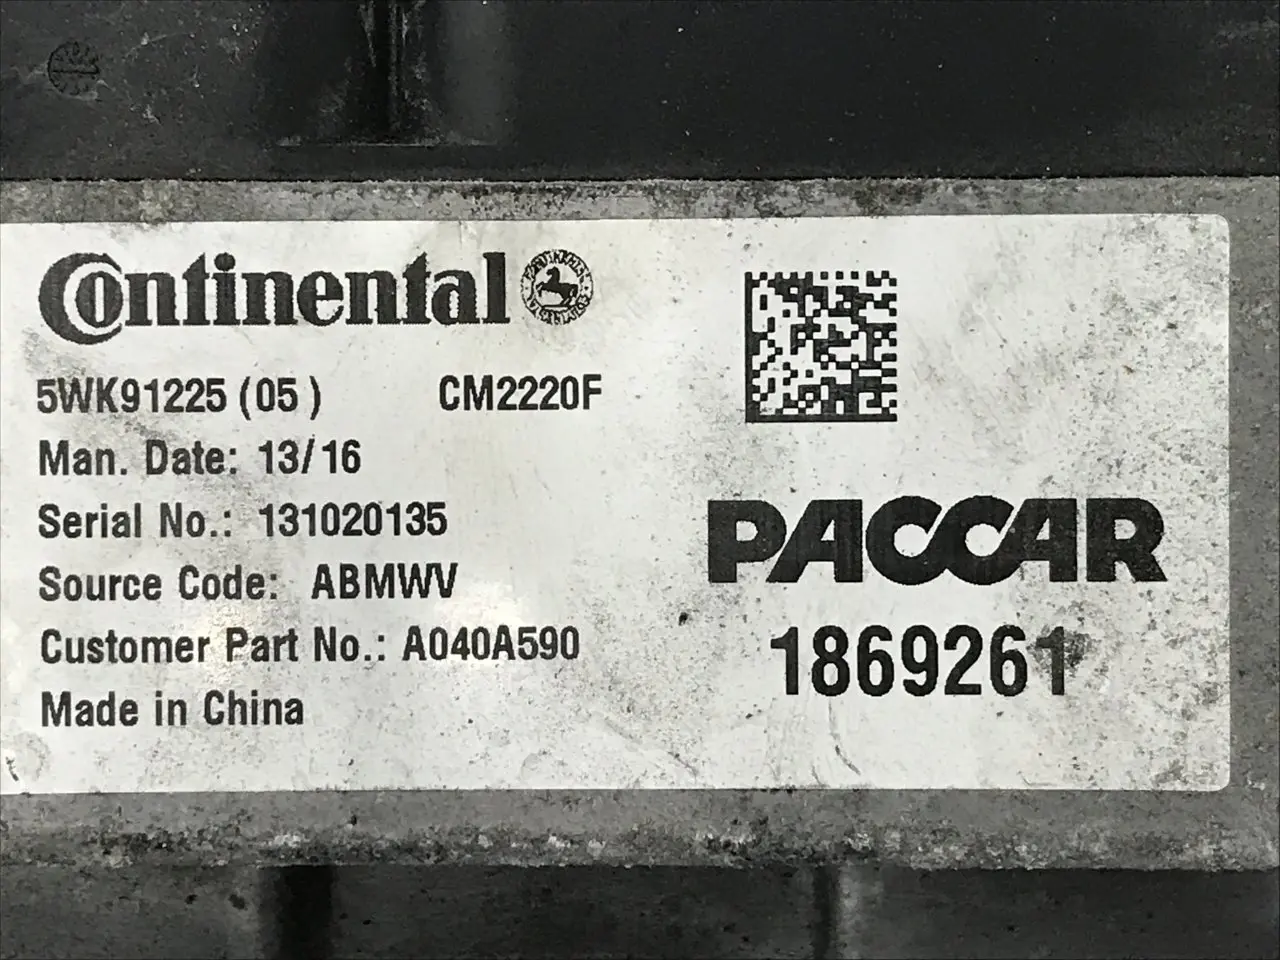 Continental
5WK91225 (05 ) CM2220F
Man. Date: 13/16
Serial No.: 131020135
Source Code: ABMWV
Customer Part No.: A040A590
Made in China
PACCAR
1869261